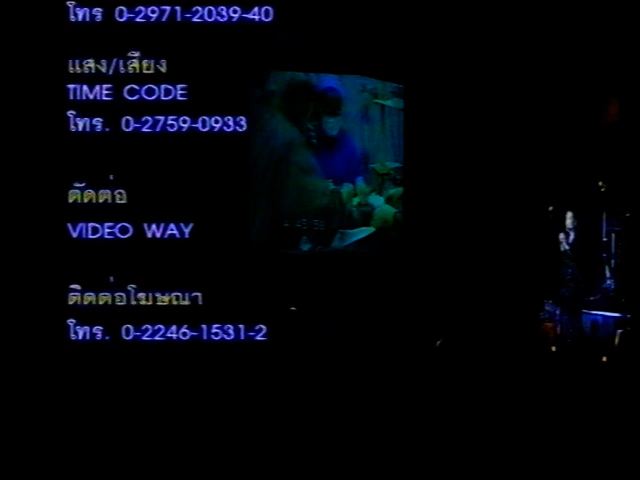 โทร 0-2971-2039-40
แสง/เสียง
TIME CODE
โทร. 0-2759-0933
ตัดต่อ
VIDEO WAY
ติดต่อโฆษณา
โทร. 0-2246-1531-2